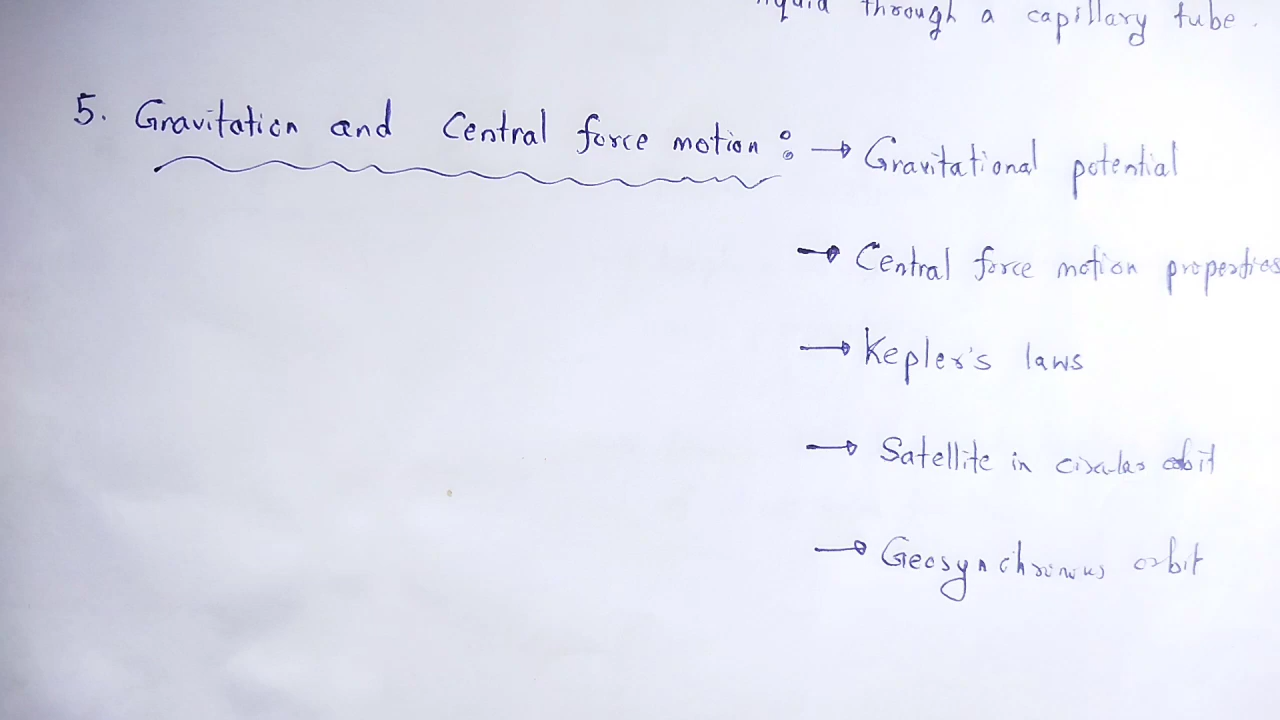 liquid through a capillary tube.
5. Gravitation and Central force motion : → Gravitational potential
→ Central force motion properties
→ Kepler's laws
→ Satellite in circular orbit
→ Geosynchronous orbit